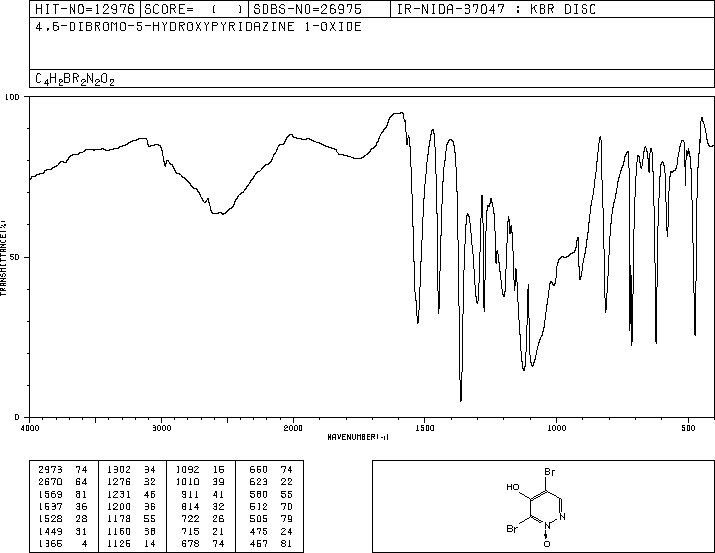 HIT-NO=12976 SCORE= ( ) SDBS-NO=26975 IR-NIDA-37047 : KBR DISC
4,6-DIBROMO-5-HYDROXYPYRIDAZINE 1-OXIDE
C4H2BR2N2O2
100
50
0
TRANSMITTANCE(%)
4000 3000 2000 1500 1000 500
WAVENUMBER(-1)
2973 74 1302 34 1092 16 660 74
2670 64 1276 32 1010 39 623 22
1569 81 1231 46 911 41 580 55
1537 36 1200 36 814 32 512 70
1528 28 1178 55 722 26 505 79
1449 31 1160 38 715 21 475 24
1366 4 1126 14 678 74 457 81
Br
HO
Br
N
N
O